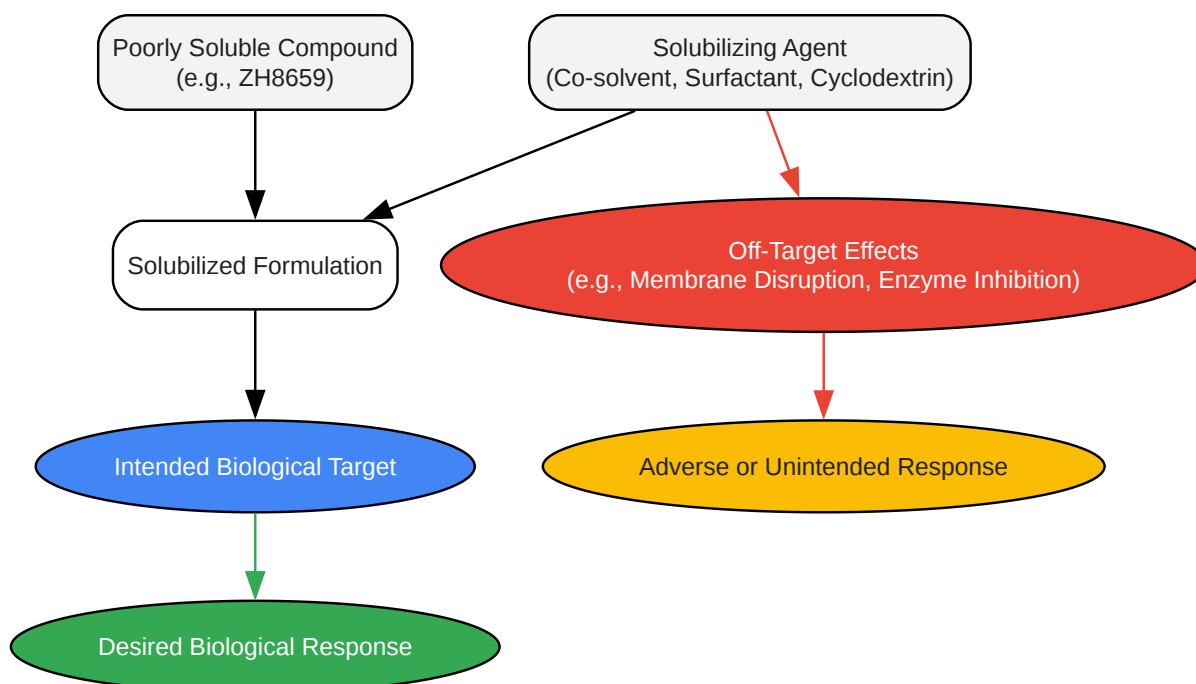 Poorly Soluble Compound
(e.g., ZH8659)
Solubilizing Agent
(Co-solvent, Surfactant, Cyclodextrin)
Solubilized Formulation
Off-Target Effects
(e.g., Membrane Disruption, Enzyme Inhibition)
Intended Biological Target
Adverse or Unintended Response
Desired Biological Response